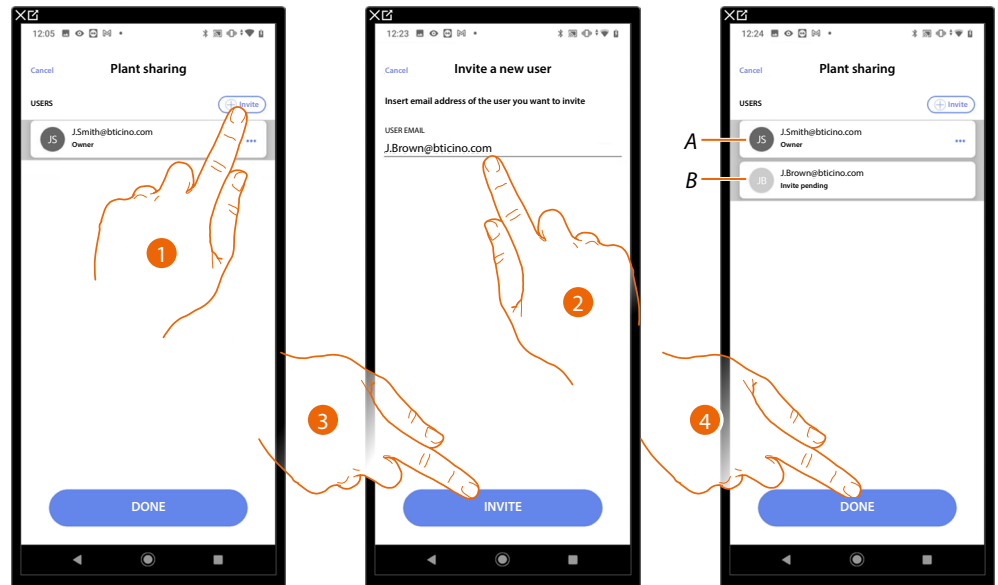 12:05
Cancel
Plant sharing
USERS
Invite
JS
J.Smith@bticino.com
Owner
1
DONE
12:23
Cancel
Invite a new user
Insert email address of the user you want to invite
USER EMAIL
J.Brown@bticino.com
2
3
INVITE
12:24
Cancel
Plant sharing
USERS
Invite
A
JS
J.Smith@bticino.com
Owner
B
JB
J.Brown@bticino.com
Invite pending
4
DONE